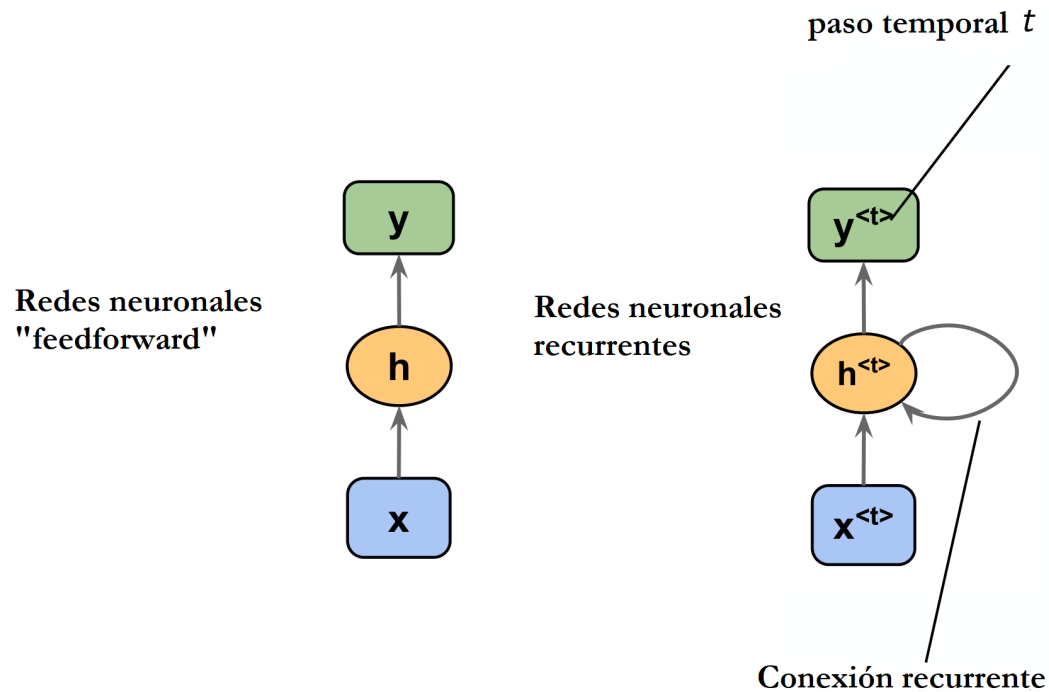 paso temporal t
y
y<t>
Redes neuronales
"feedforward"
Redes neuronales
recurrentes
h
h<t>
x
x<t>
Conexión recurrente